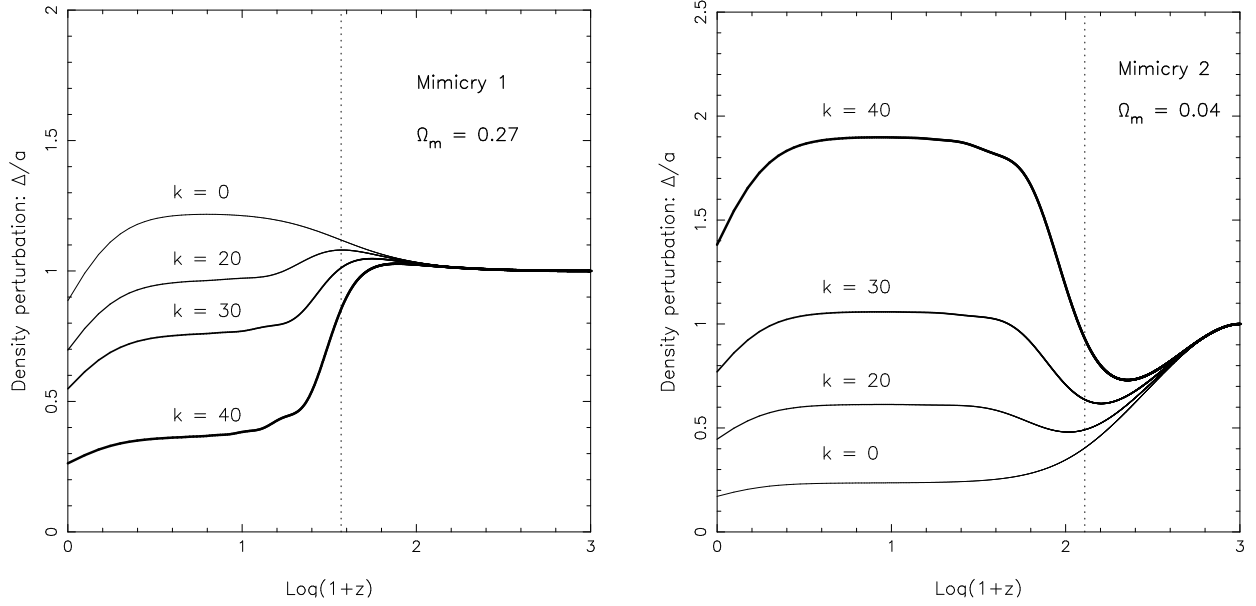 Density perturbation: Δ/a
2
1.5
1
0.5
0
Mimicry 1
Ωm = 0.27
k = 0
k = 20
k = 30
k = 40
0
1
2
3
Log(1+z)
Density perturbation: Δ/a
2.5
2
1.5
1
0.5
0
Mimicry 2
Ωm = 0.04
k = 40
k = 30
k = 20
k = 0
0
1
2
3
Log(1+z)